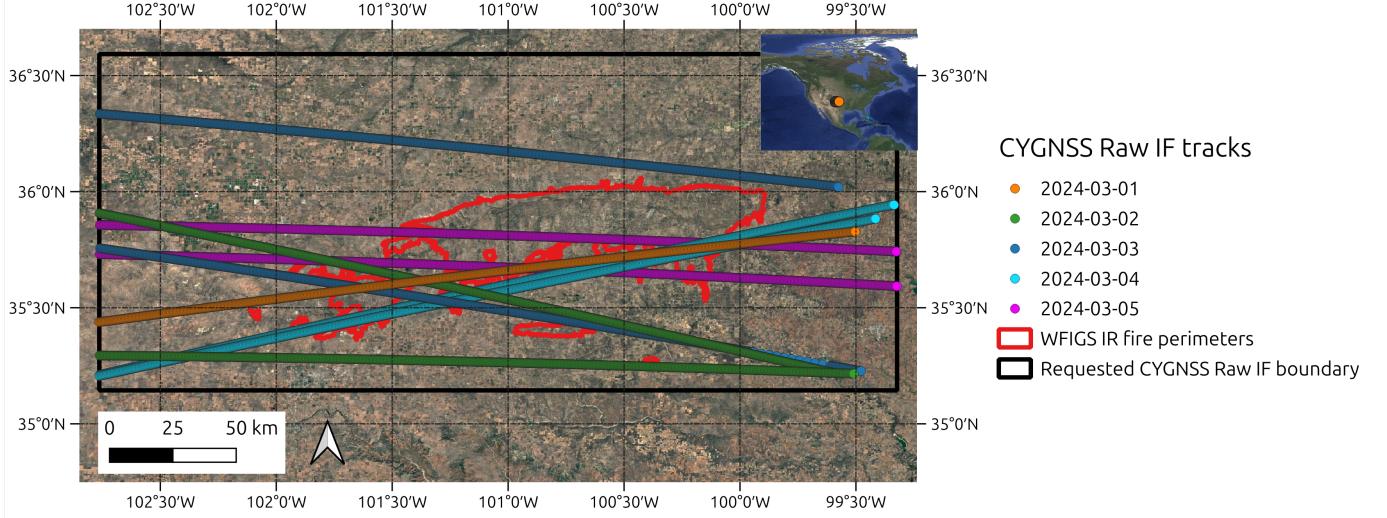 102°30'W 102°0'W 101°30'W 101°0'W 100°30'W 100°0'W 99°30'W
36°30'N 36°30'N
36°0'N 36°0'N
35°30'N 35°30'N
35°0'N 35°0'N
0 25 50 km
102°30'W 102°0'W 101°30'W 101°0'W 100°30'W 100°0'W 99°30'W
CYGNSS Raw IF tracks
2024-03-01
2024-03-02
2024-03-03
2024-03-04
2024-03-05
WFIGS IR fire perimeters
Requested CYGNSS Raw IF boundary